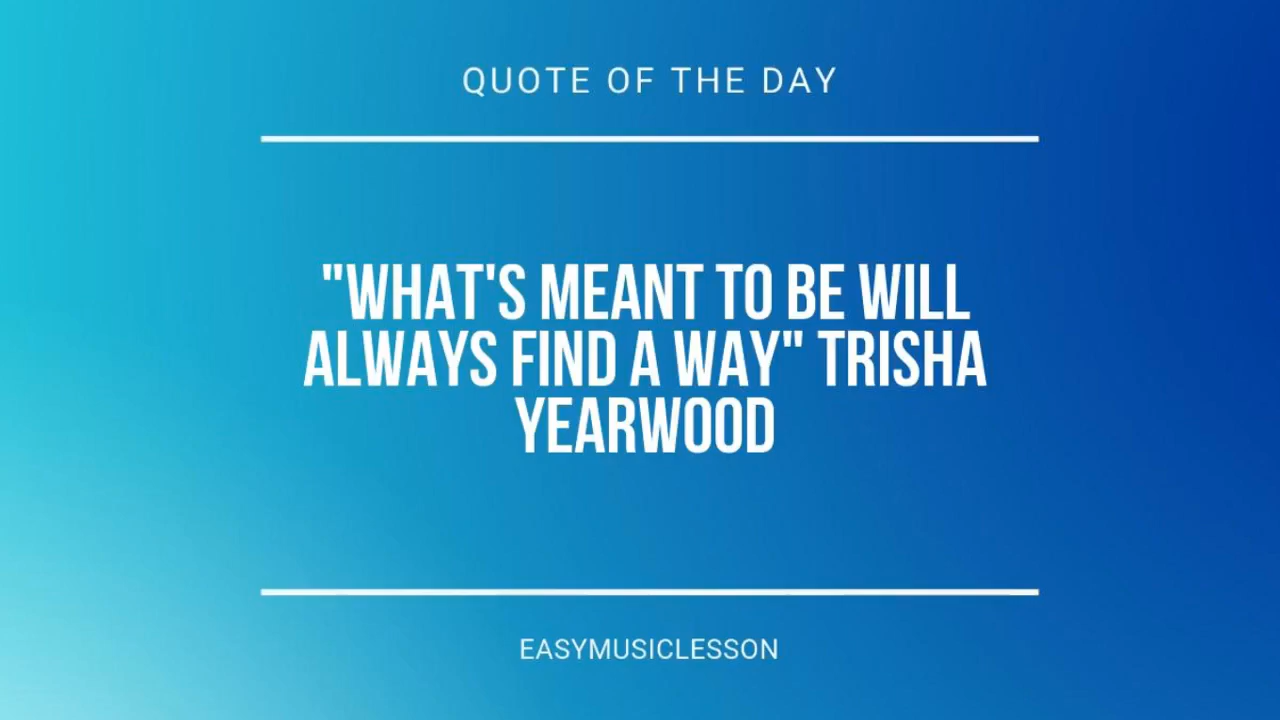 QUOTE OF THE DAY
"WHAT'S MEANT TO BE WILL
ALWAYS FIND A WAY" TRISHA
YEARWOOD
EASYMUSICLESSON